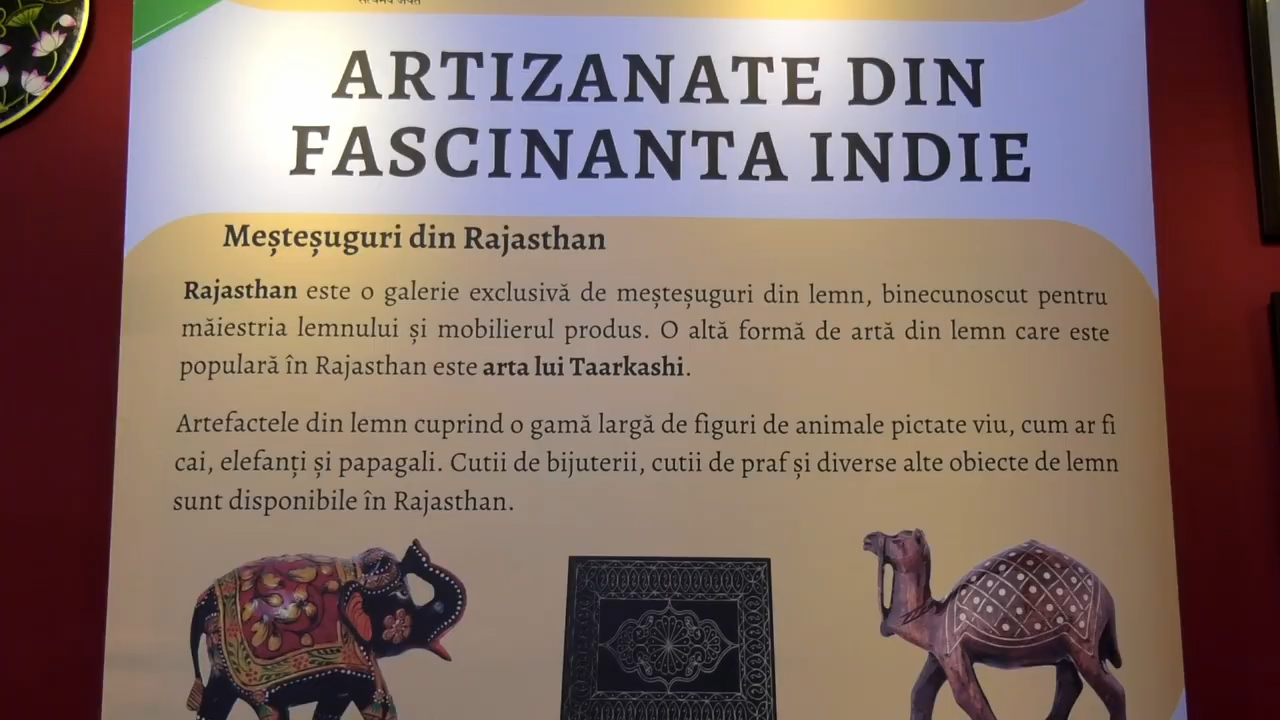 ARTIZANATE DIN
FASCINANTA INDIE
Meșteșuguri din Rajasthan
Rajasthan este o galerie exclusivă de meșteșuguri din lemn, binecunoscut pentru
măiestria lemnului și mobilierul produs. O altă formă de artă din lemn care este
populară în Rajasthan este arta lui Taarkashi.
Artefactele din lemn cuprind o gamă largă de figuri de animale pictate viu, cum ar fi
cai, elefanți și papagali. Cutii de bijuterii, cutii de praf și diverse alte obiecte de lemn
sunt disponibile în Rajasthan.